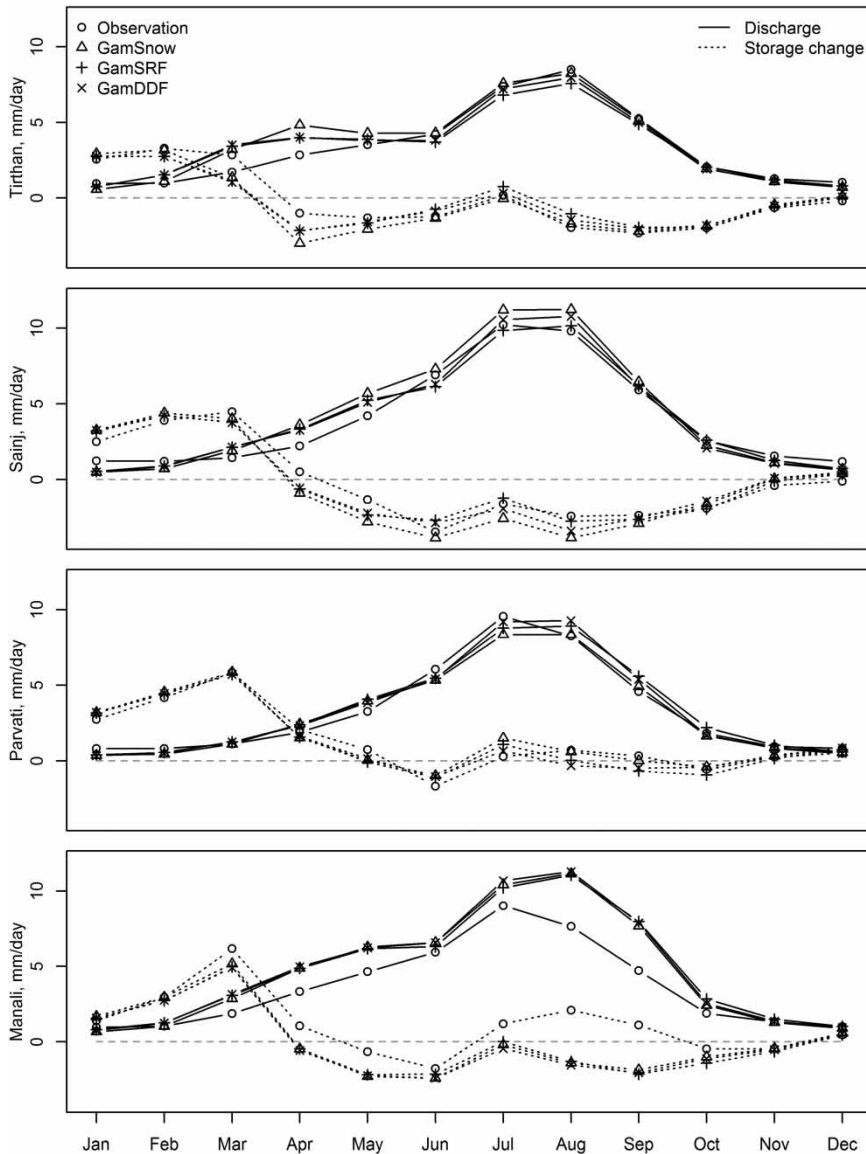 Observation
GamSnow
GamSRF
GamDDF
Discharge
Storage change
Tirthan, mm/day
10
5
0
Sainj, mm/day
10
5
0
Parvati, mm/day
10
5
0
Manali, mm/day
10
5
0
Jan Feb Mar Apr May Jun Jul Aug Sep Oct Nov Dec